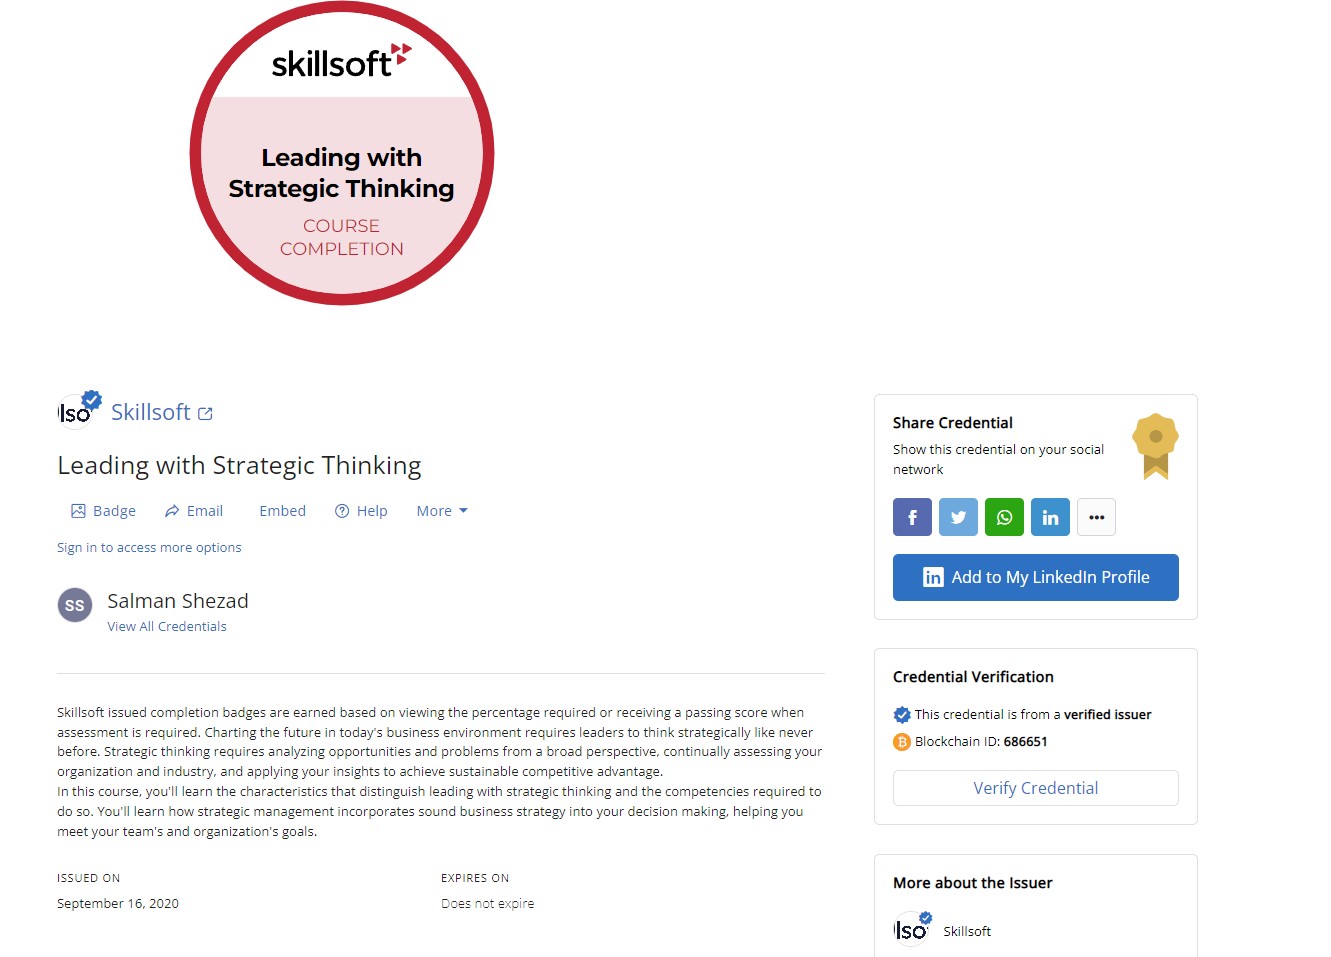 skillsoft
Leading with
Strategic Thinking
COURSE
COMPLETION
lso
Skillsoft
Leading with Strategic Thinking
Badge Email Embed Help More
Sign in to access more options
SS
Salman Shezad
View All Credentials
Skillsoft issued completion badges are earned based on viewing the percentage required or receiving a passing score when
assessment is required. Charting the future in today's business environment requires leaders to think strategically like never
before. Strategic thinking requires analyzing opportunities and problems from a broad perspective, continually assessing your
organization and industry, and applying your insights to achieve sustainable competitive advantage.
In this course, you'll learn the characteristics that distinguish leading with strategic thinking and the competencies required to
do so. You'll learn how strategic management incorporates sound business strategy into your decision making, helping you
meet your team's and organization's goals.
ISSUED ON
September 16, 2020
EXPIRES ON
Does not expire
Share Credential
Show this credential on your social
network
Add to My LinkedIn Profile
Credential Verification
This credential is from a verified issuer
Blockchain ID: 686651
Verify Credential
More about the Issuer
lso
Skillsoft